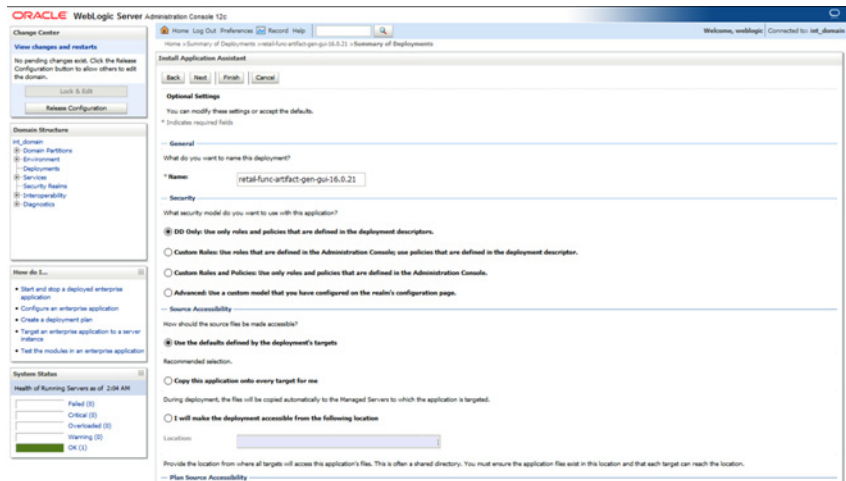 ORACLE WebLogic Server Administration Console 12c
Change Center
View changes and restarts
No pending changes exist. Click the Release
Configuration button to allow others to edit
the domain.
Lock & Edit
Release Configuration
Domain Structure
int_domain
Domain Partitions
Environment
Deployments
Services
Security Realms
Interoperability
Diagnostics
How do I...
Start and stop a deployed enterprise
application
Configure an enterprise application
Create a deployment plan
Target an enterprise application to a server
instance
Test the modules in an enterprise application
System Status
Health of Running Servers as of 2:04 AM
Failed (0)
Critical (0)
Overloaded (0)
Warning (0)
OK (1)
Home Log Out Preferences Record Help
Welcome, weblogic Connected to: int_domain
Home >Summary of Deployments >retail-func-artifact-gen-gui-16.0.21 >Summary of Deployments
Install Application Assistant
Back Next Finish Cancel
Optional Settings
You can modify these settings or accept the defaults.
* Indicates required fields
General
What do you want to name this deployment?
* Name: retail-func-artifact-gen-gui-16.0.21
Security
What security model do you want to use with this application?
DD Only: Use only roles and policies that are defined in the deployment descriptors.
Custom Roles: Use roles that are defined in the Administration Console; use policies that are defined in the deployment descriptor.
Custom Roles and Policies: Use only roles and policies that are defined in the Administration Console.
Advanced: Use a custom model that you have configured on the realm's configuration page.
Source Accessibility
How should the source files be made accessible?
Use the defaults defined by the deployment's targets
Recommended selection.
Copy this application onto every target for me
During deployment, the files will be copied automatically to the Managed Servers to which the application is targeted.
I will make the deployment accessible from the following location
Location:
Provide the location from where all targets will access this application's files. This is often a shared directory. You must ensure the application files exist in this location and that each target can reach the location.
Plan Source Accessibility